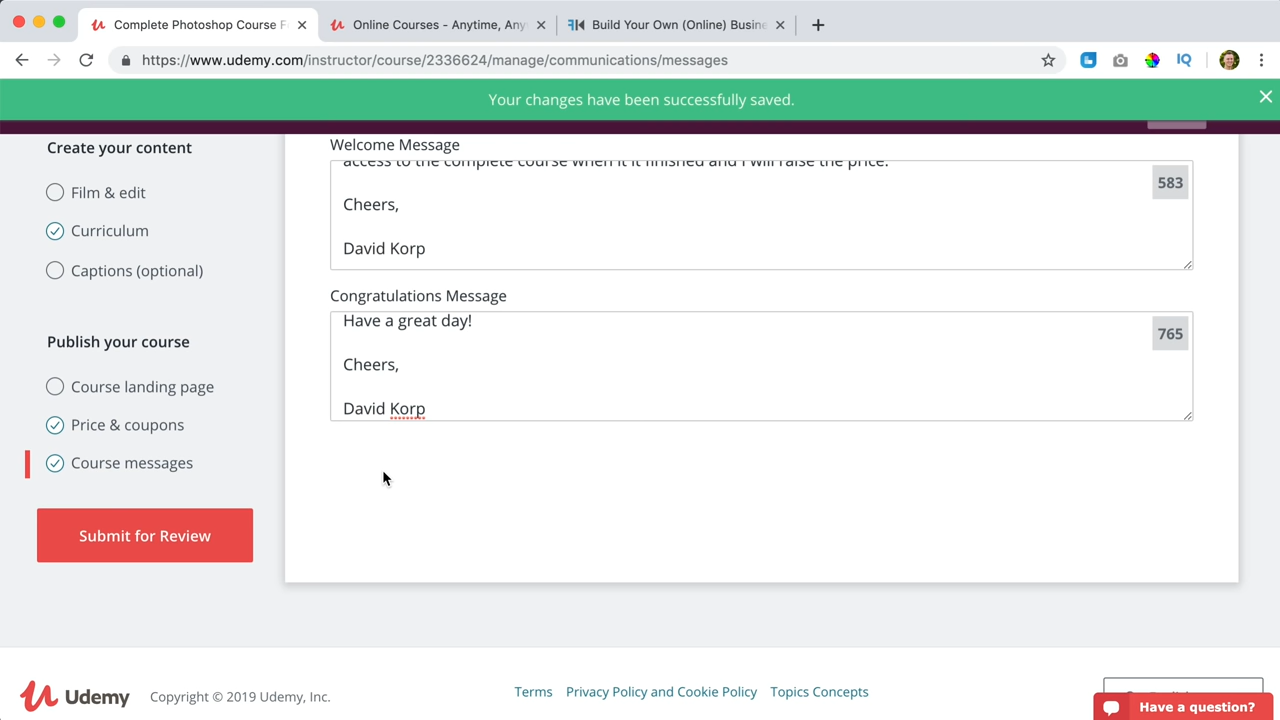 Complete Photoshop Course F
Online Courses - Anytime, Any
Build Your Own (Online) Busine
https://www.udemy.com/instructor/course/2336624/manage/communications/messages
IQ
Your changes have been successfully saved.
Create your content
Film & edit
Curriculum
Captions (optional)
Publish your course
Course landing page
Price & coupons
Course messages
Submit for Review
Welcome Message
access to the complete course when it it finished and I will raise the price.
583
Cheers,
David Korp
Congratulations Message
Have a great day!
765
Cheers,
David Korp
Udemy
Copyright © 2019 Udemy, Inc.
Terms
Privacy Policy and Cookie Policy
Topics Concepts
Have a question?